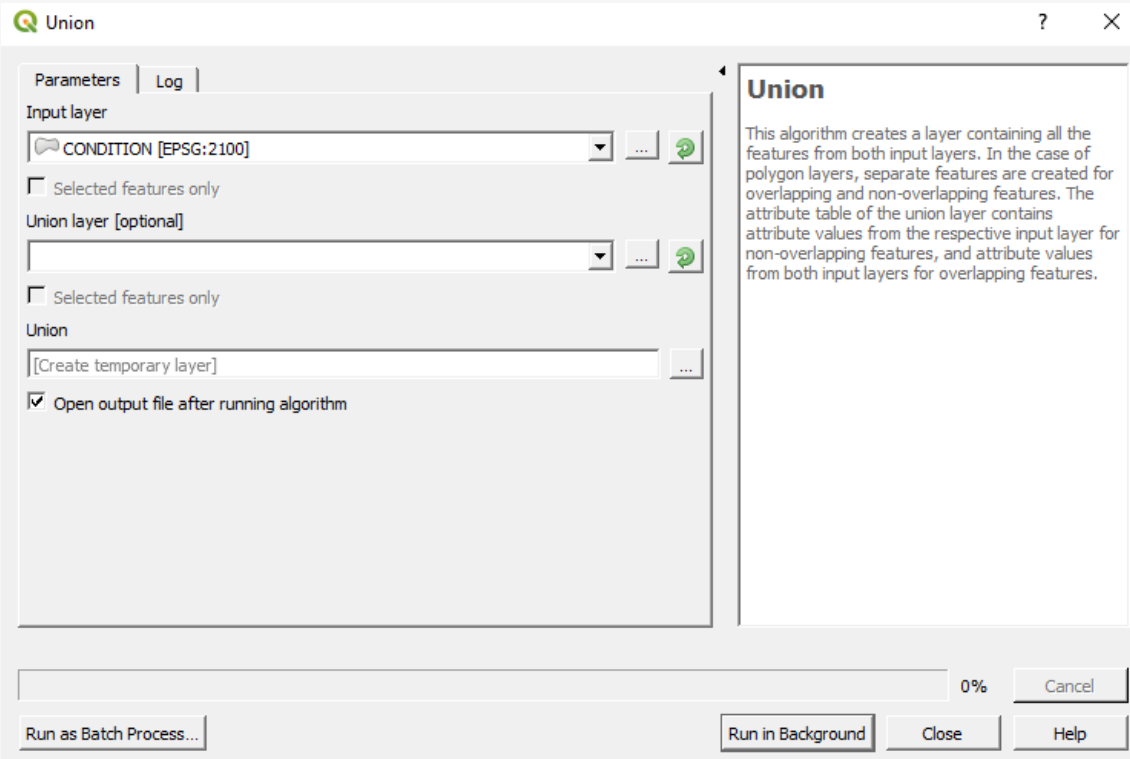 Union
?
Parameters
Log
Input layer
CONDITION [EPSG:2100]
...
Selected features only
Union layer [optional]
...
Selected features only
Union
[Create temporary layer]
...
Open output file after running algorithm
Union
This algorithm creates a layer containing all the
features from both input layers. In the case of
polygon layers, separate features are created for
overlapping and non-overlapping features. The
attribute table of the union layer contains
attribute values from the respective input layer for
non-overlapping features, and attribute values
from both input layers for overlapping features.
0%
Cancel
Run as Batch Process...
Run in Background
Close
Help